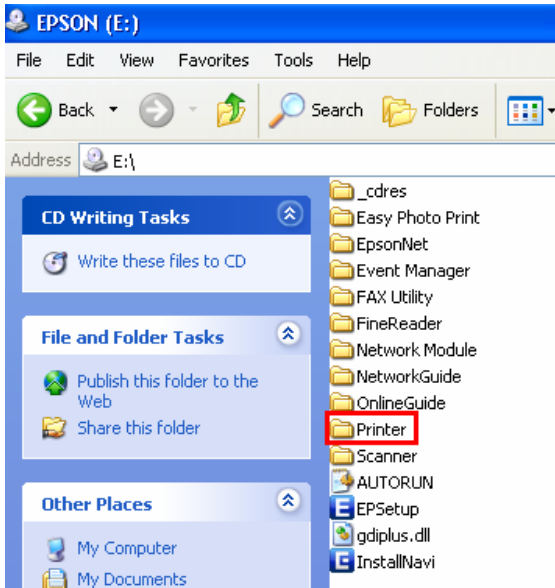 EPSON (E:)
File Edit View Favorites Tools Help
Back Search Folders
Address E:\
CD Writing Tasks
Write these files to CD
File and Folder Tasks
Publish this folder to the
Web
Share this folder
Other Places
My Computer
My Documents
_cdres
Easy Photo Print
EpsonNet
Event Manager
FAX Utility
FineReader
Network Module
NetworkGuide
OnlineGuide
Printer
Scanner
AUTORUN
EPSetup
gdiplus.dll
InstallNavi